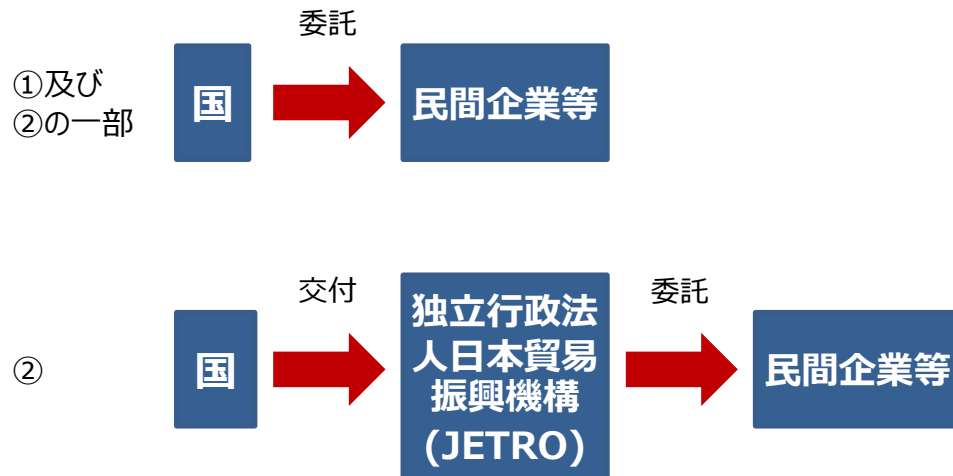 委託
①及び
②の一部
国
民間企業等
交付
委託
②
国
独立行政法
人日本貿易
振興機構
(JETRO)
民間企業等